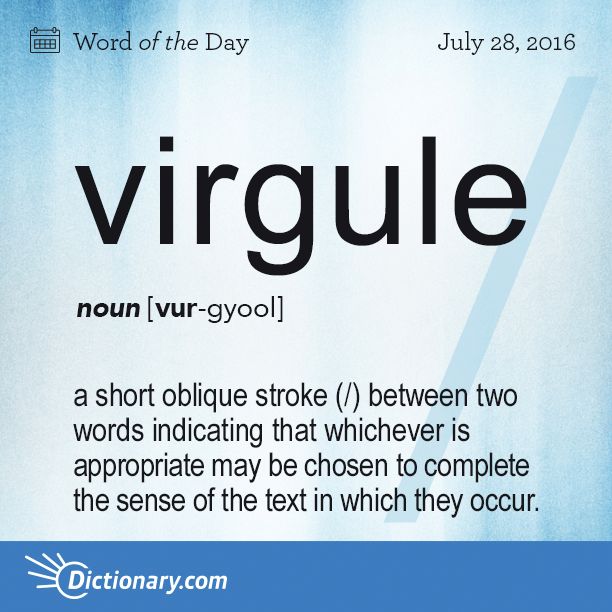 Word of the Day
July 28, 2016
virgule
noun [vur-gyool]
a short oblique stroke (/) between two
words indicating that whichever is
appropriate may be chosen to complete
the sense of the text in which they occur.
Dictionary.com